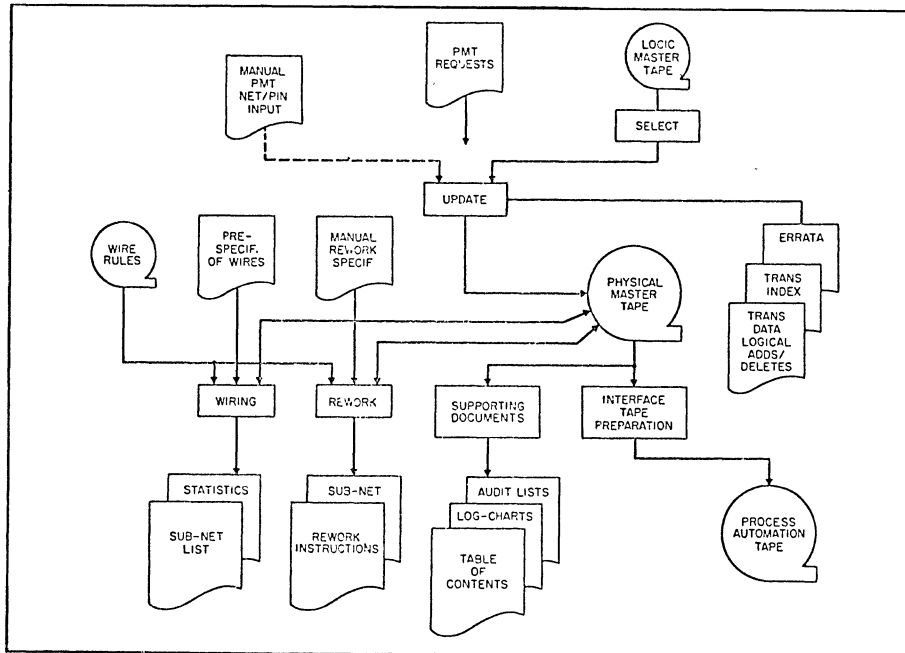 MANUAL
PMT
NET/PIN
INPUT
PMT
REQUESTS
LOGIC
MASTER
TAPE
SELECT
UPDATE
WIRE
RULES
PRE-
SPECIF.
OF WIRES
MANUAL
REWORK
SPECIF
PHYSICAL
MASTER
TAPE
ERRATA
TRANS
INDEX
TRANS
DATA
LOGICAL
ADDS/
DELETES
WIRING
REWORK
SUPPORTING
DOCUMENTS
INTERFACE
TAPE
PREPARATION
STATISTICS
SUB-NET
LIST
SUB-NET
REWORK
INSTRUCTIONS
AUDIT LISTS
LOG-CHARTS
TABLE
OF
CONTENTS
PROCESS
AUTOMATION
TAPE